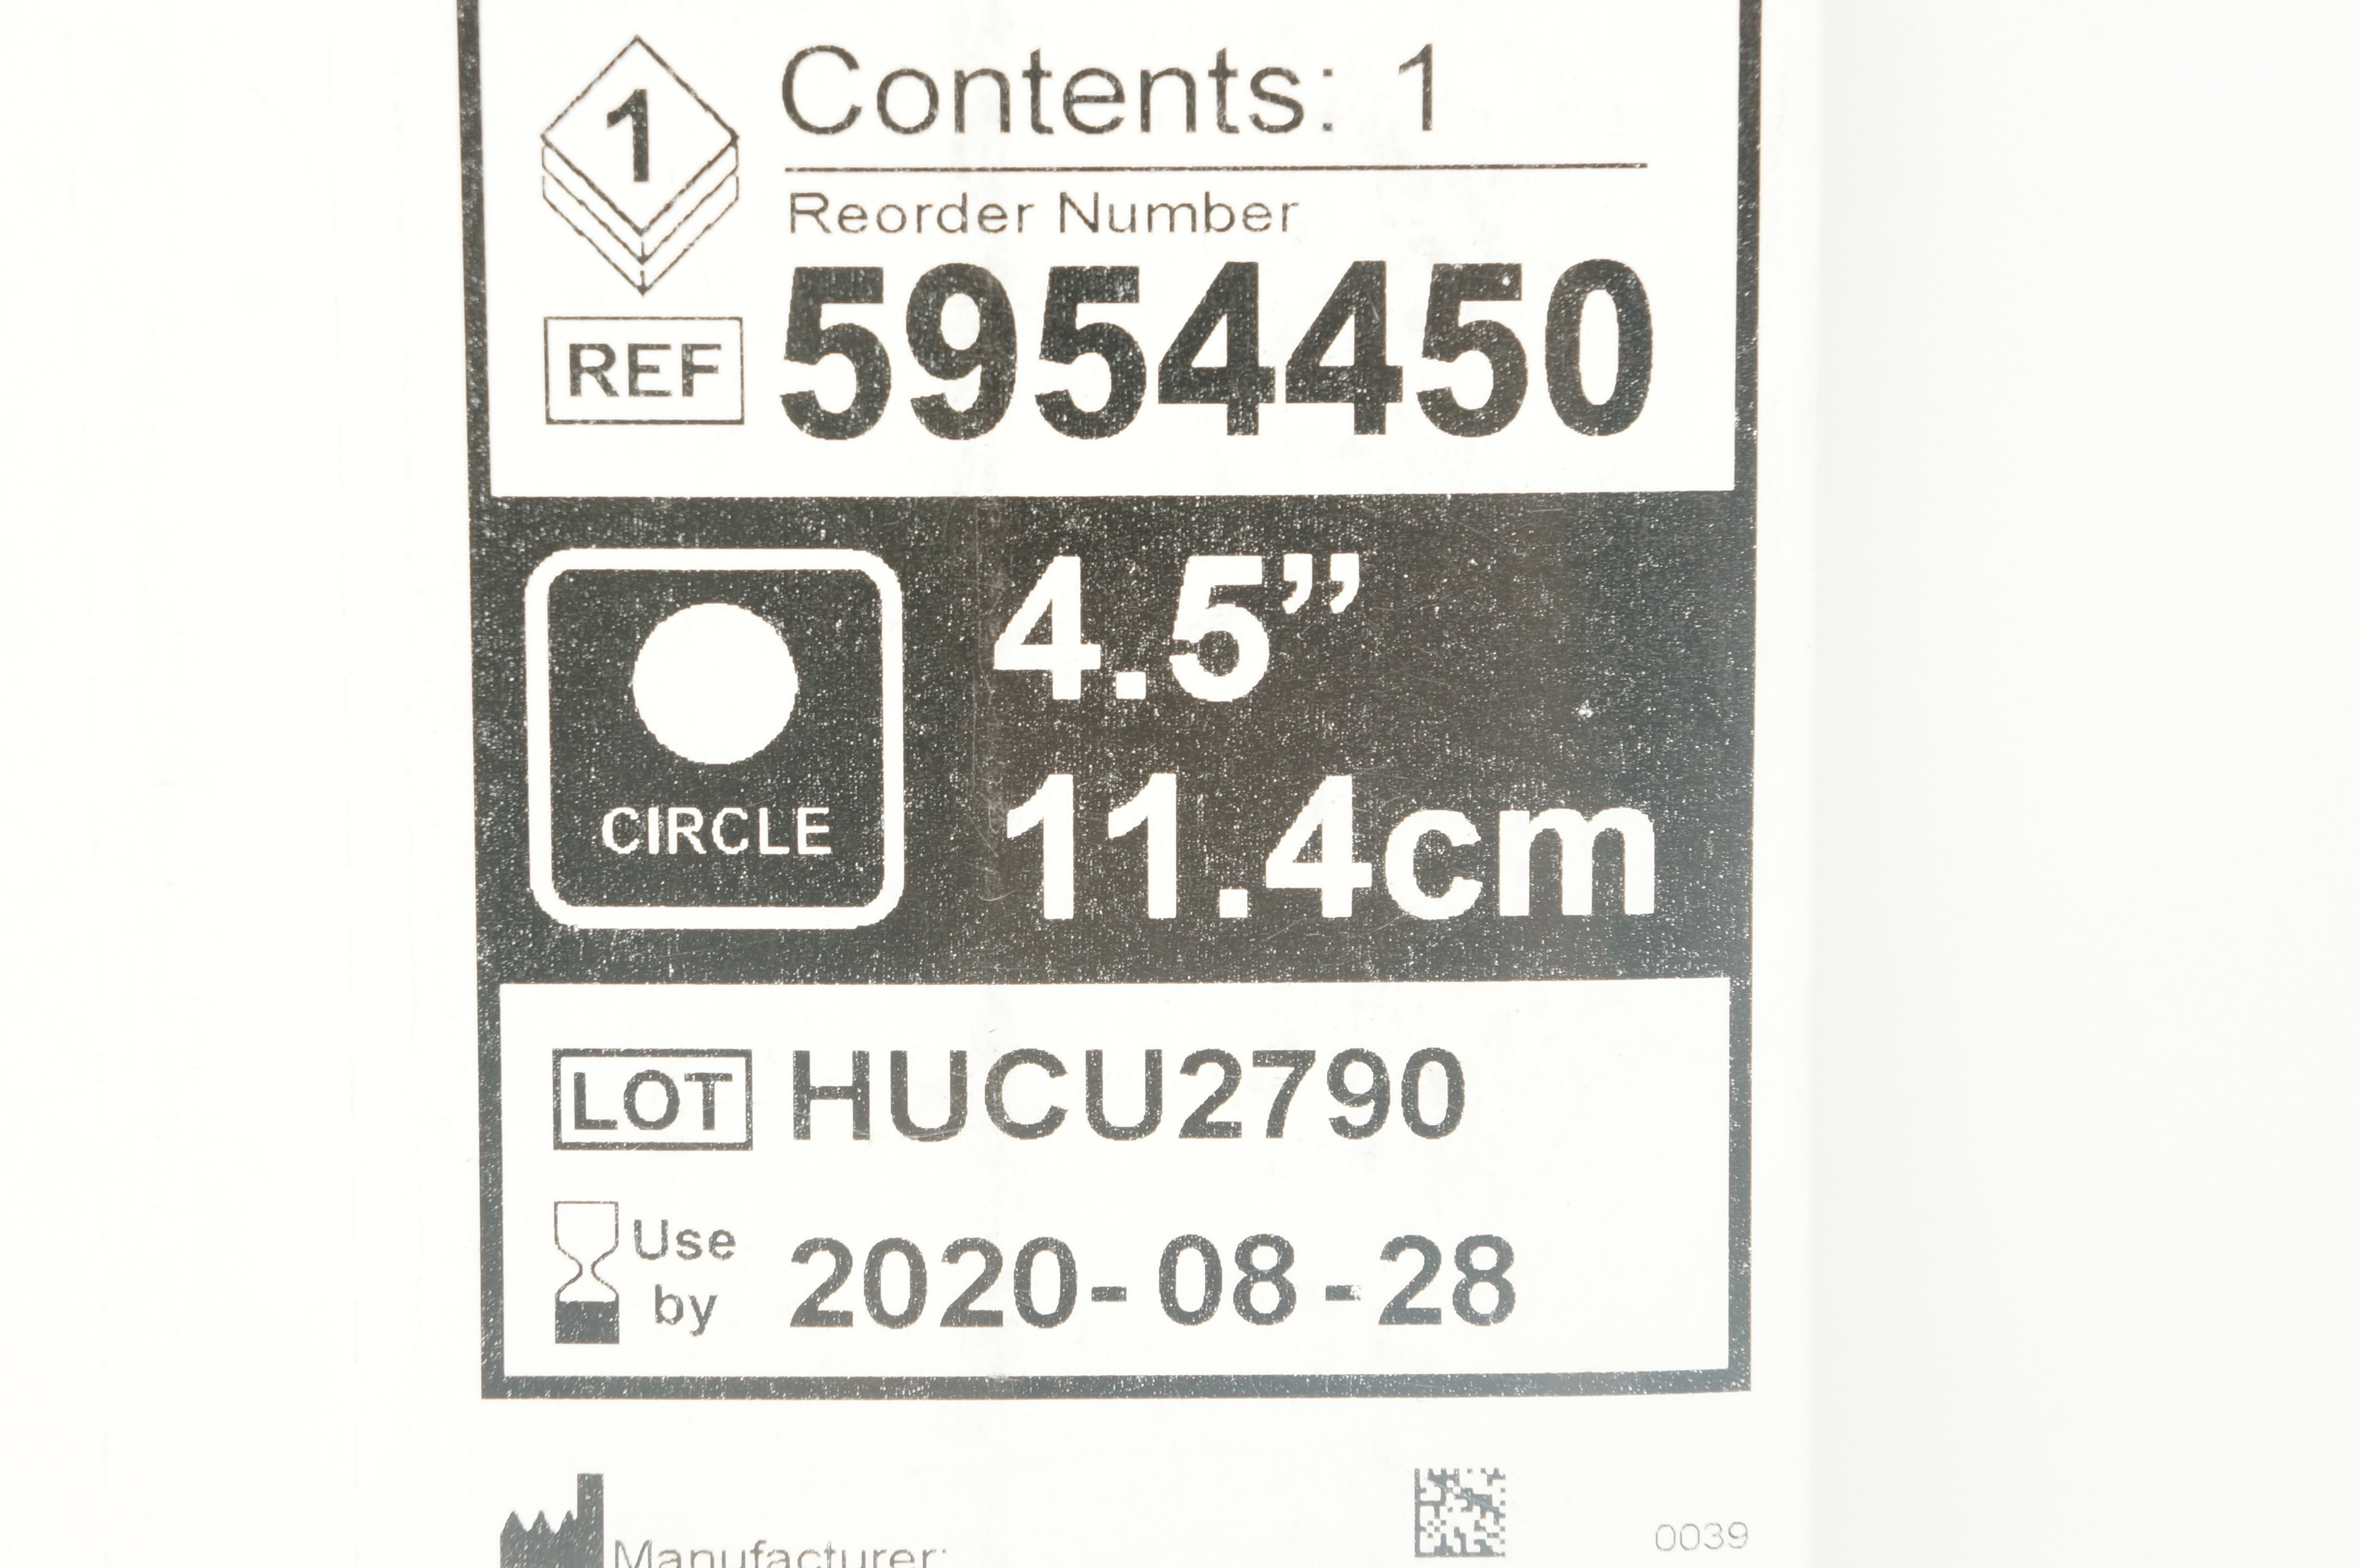 1
Contents: 1
Reorder Number
REF 5954450
4.5”
11.4cm
CIRCLE
LOT HUCU2790
Use by 2020-08-28
Manufacturer:
0039